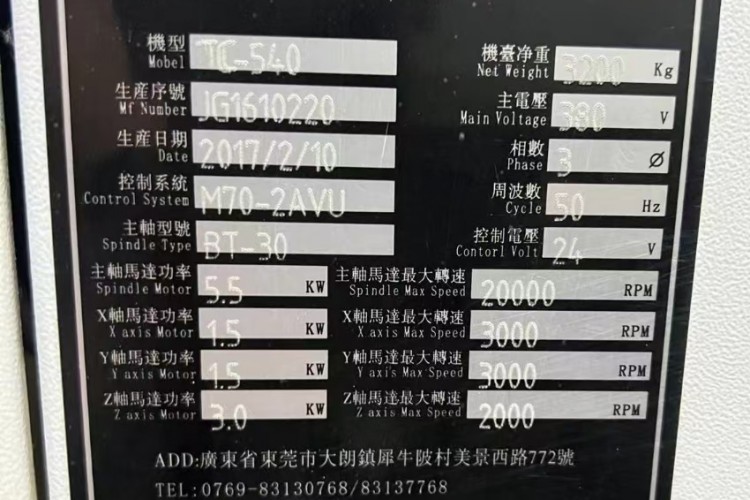 機型 TC-540 機臺净重 3200 Kg
Mobel Net Weight
生産序號 JG1610220 主電壓 380 V
Mf Number Main Voltage
生産日期 2017/2/10 相數 3 Ø
Date Phase
控制系統 M70-2AVU 周波數 50 Hz
Control System Cycle
主軸型號 BT-30 控制電壓 24 V
Spindle Type Contorl Volt
主軸馬達功率 5.5 KW 主軸馬達最大轉速 20000 RPM
Spindle Motor Spindle Max Speed
X軸馬達功率 1.5 KW X軸馬達最大轉速 3000 RPM
X axis Motor X axis Max Speed
Y軸馬達功率 1.5 KW Y軸馬達最大轉速 3000 RPM
Y axis Motor Y axis Max Speed
Z軸馬達功率 3.0 KW Z軸馬達最大轉速 2000 RPM
Z axis Motor Z axis Max Speed
ADD:廣東省東莞市大朗鎮犀牛陂村美景西路772號
TEL:0769-83130768/83137768